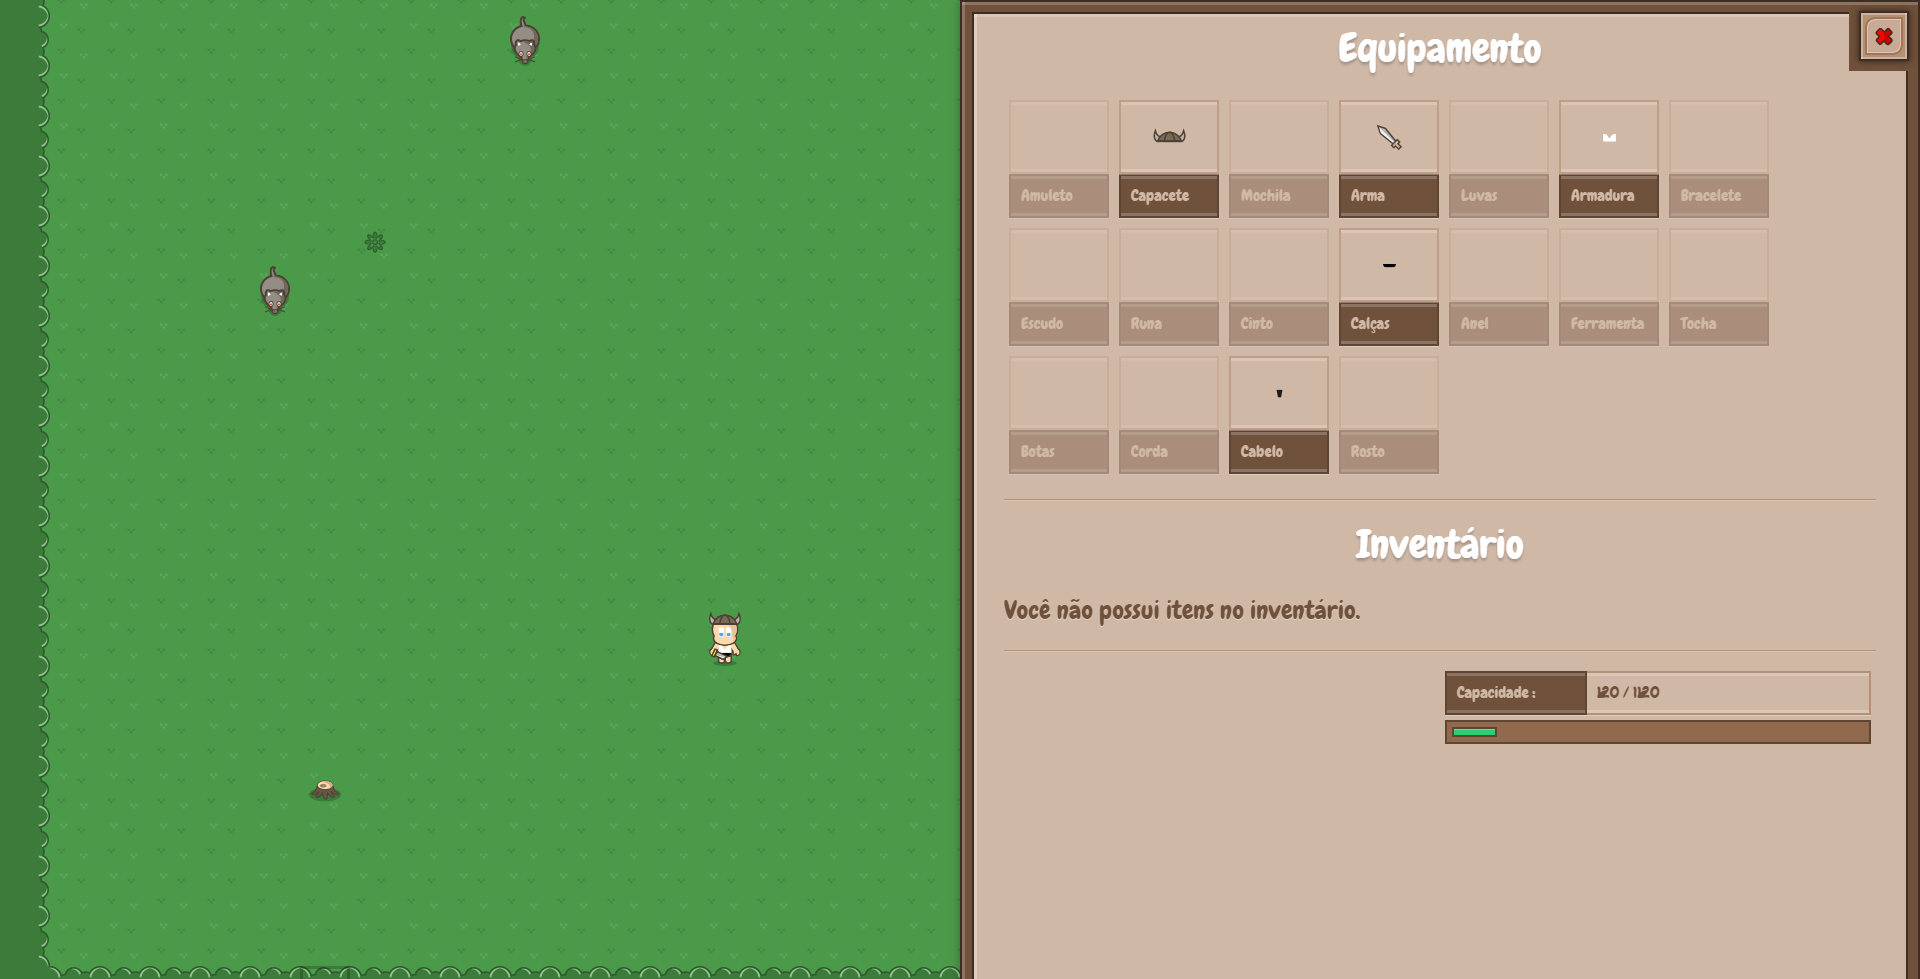 Equipamento
Amuleto Capacete Mochila Arma Luvas Armadura Bracelete
Escudo Runa Cinto Calças Anel Ferramenta Tocha
Botas Corda Cabelo Rosto
Inventário
Você não possui itens no inventário.
Capacidade : 120 / 1120